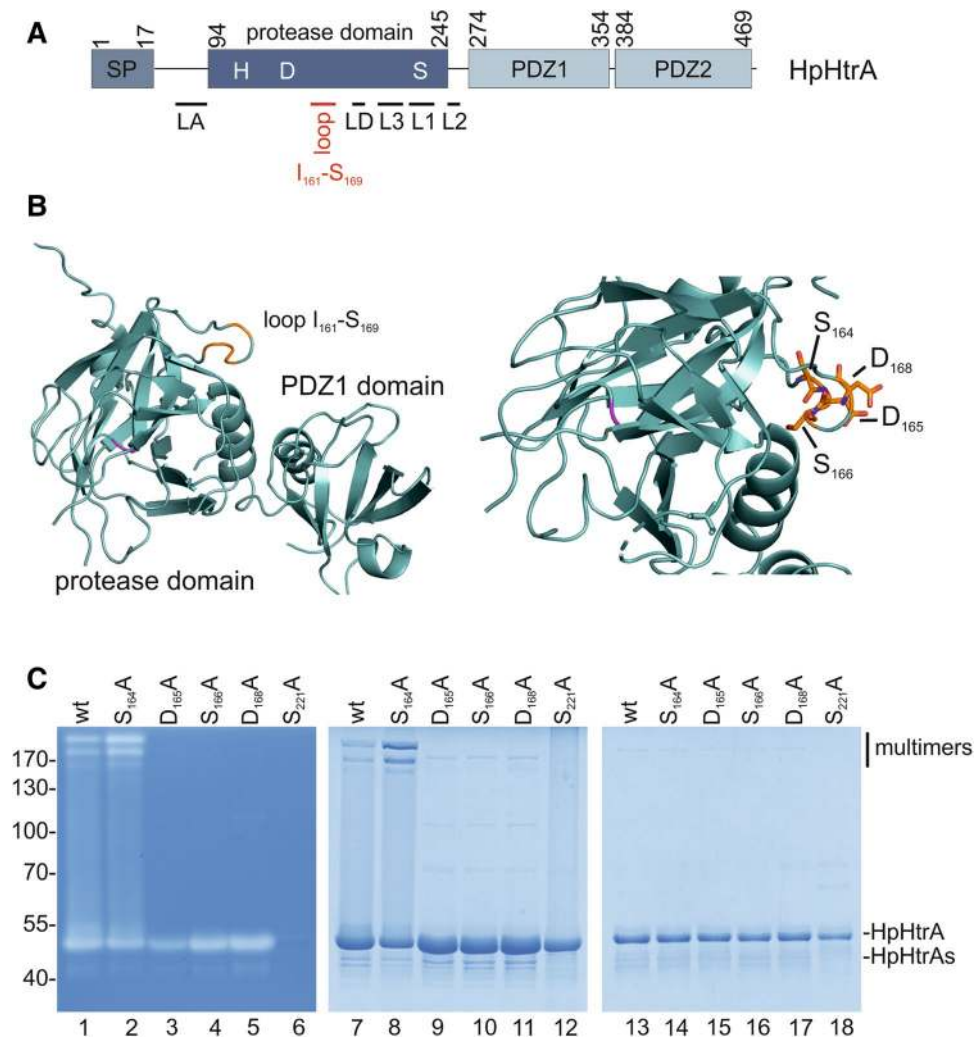 A
1 17 94 protease domain 245 274 354 384 469
SP H D S PDZ1 PDZ2 HpHtrA
LA loop LD L3 L1 L2
I161-S169
B
loop I161-S169
PDZ1 domain
protease domain
S164
D168
D165
S166
C
wt S164A D165A S166A D168A S221A wt S164A D165A S166A D168A S221A wt S164A D165A S166A D168A S221A
multimers
170-
130-
100-
70-
55-
-HpHtrA
-HpHtrAs
40-
1 2 3 4 5 6 7 8 9 10 11 12 13 14 15 16 17 18